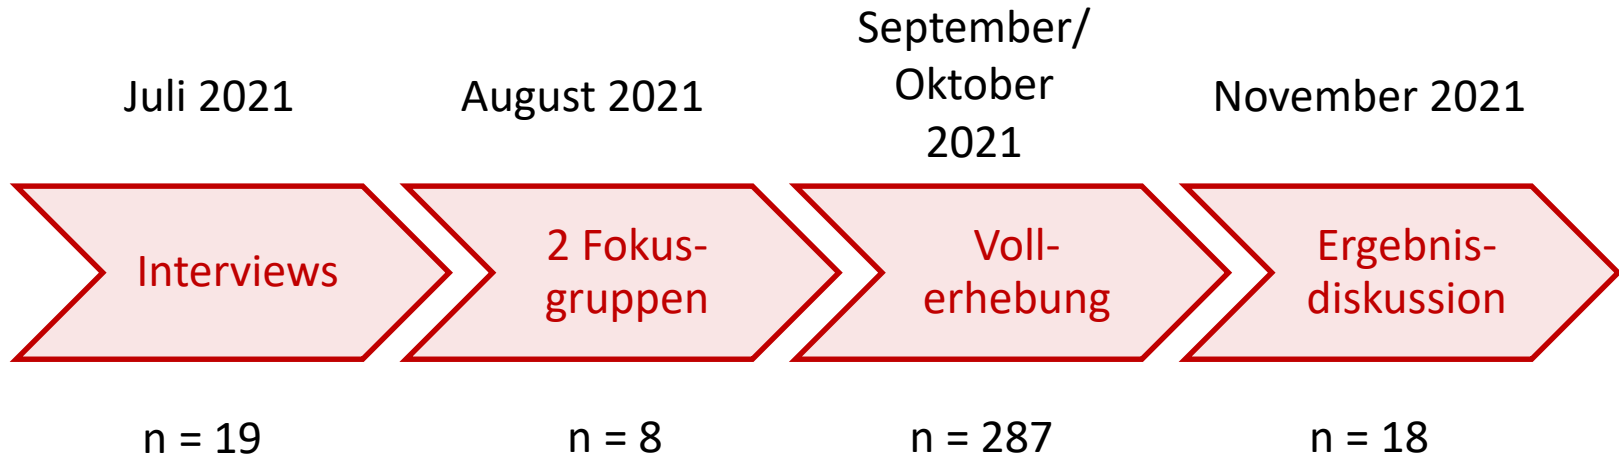 Juli 2021
August 2021
September/
Oktober
2021
November 2021
Interviews
2 Fokus-
gruppen
Voll-
erhebung
Ergebnis-
diskussion
n = 19
n = 8
n = 287
n = 18